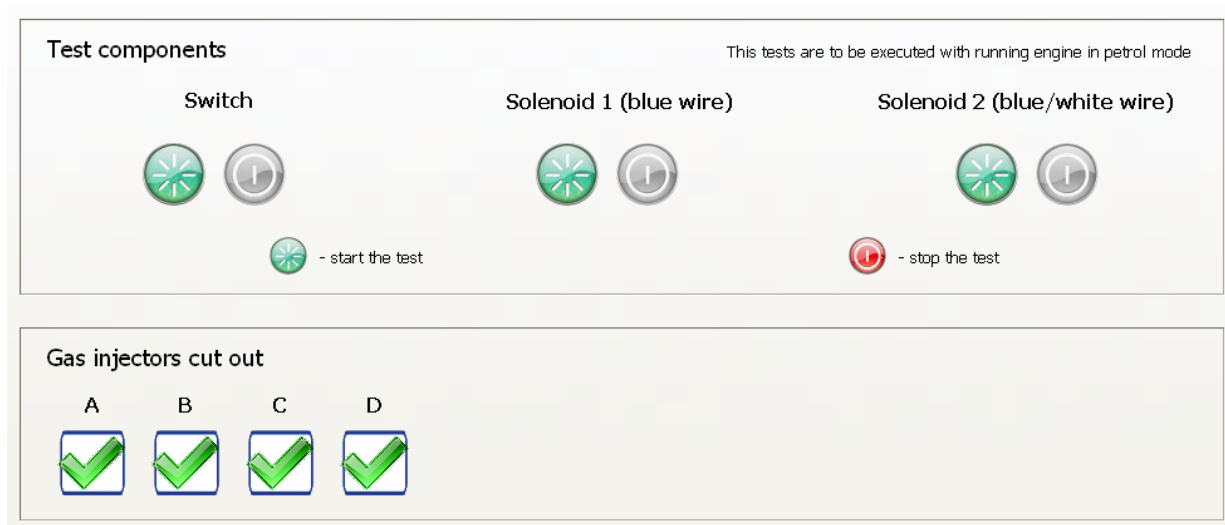 Test components
This tests are to be executed with running engine in petrol mode
Switch
Solenoid 1 (blue wire)
Solenoid 2 (blue/white wire)
- start the test
- stop the test
Gas injectors cut out
A B C D